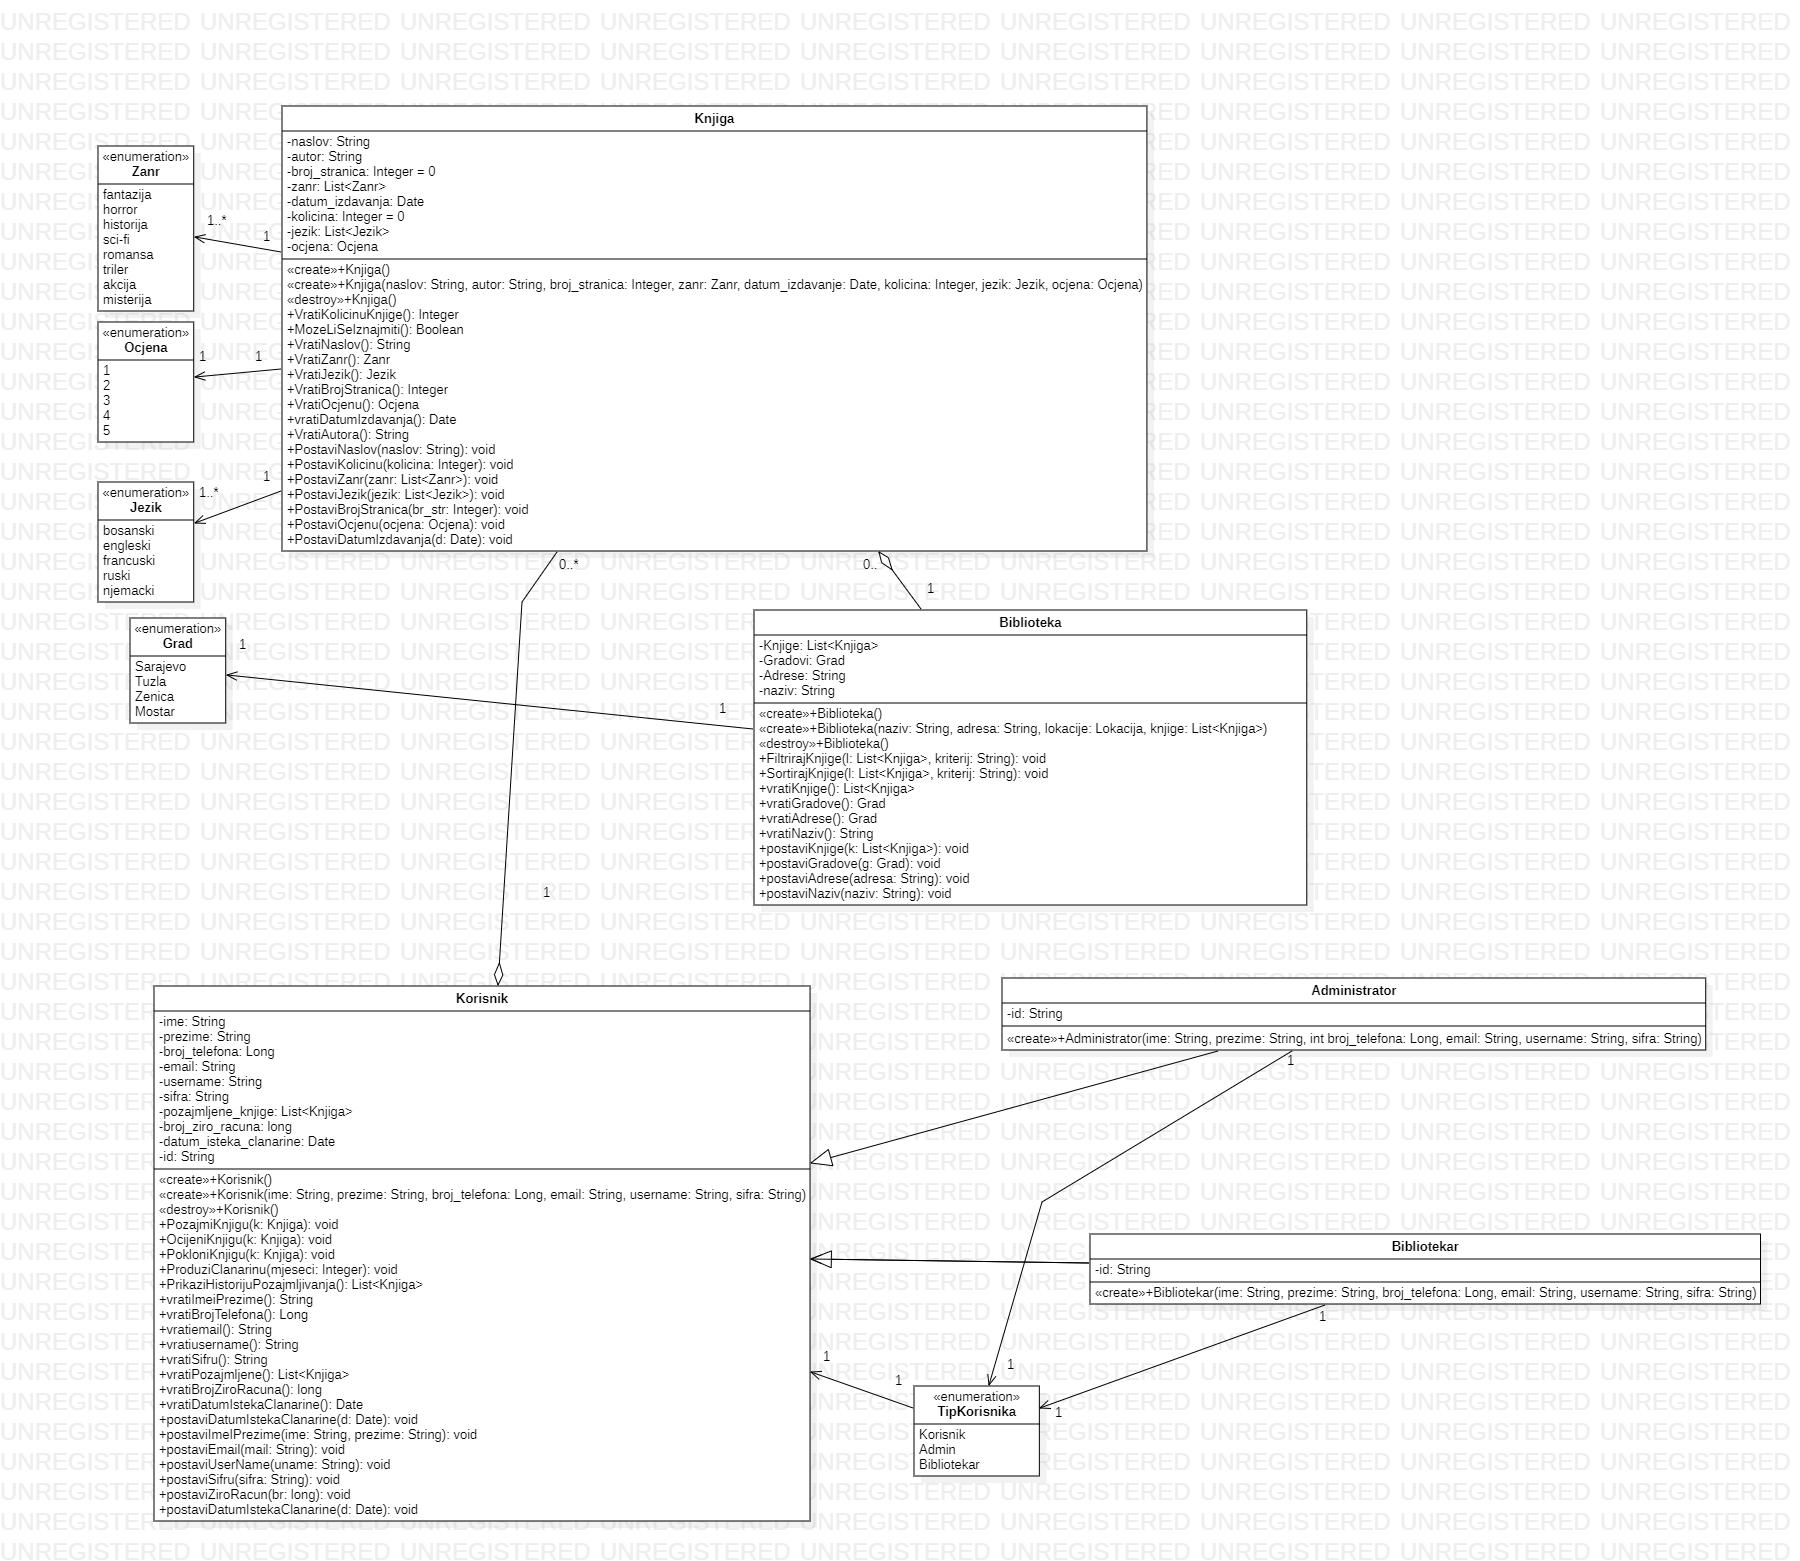 Knjiga
-naslov: String
-autor: String
-broj_stranica: Integer = 0
-zanr: List<Zanr>
-datum_izdavanja: Date
-kolicina: Integer = 0
-jezik: List<Jezik>
-ocjena: Ocjena
«create»+Knjiga()
«create»+Knjiga(naslov: String, autor: String, broj_stranica: Integer, zanr: Zanr, datum_izdavanje: Date, kolicina: Integer, jezik: Jezik, ocjena: Ocjena)
«destroy»+Knjiga()
+VratiKolicinuKnjige(): Integer
+MozeLiSeIznajmiti(): Boolean
+VratiNaslov(): String
+VratiZanr(): Zanr
+VratiJezik(): Jezik
+VratiBrojStranica(): Integer
+VratiOcjenu(): Ocjena
+vratiDatumIzdavanja(): Date
+VratiAutora(): String
+PostaviNaslov(naslov: String): void
+PostaviKolicinu(kolicina: Integer): void
+PostaviZanr(zanr: List<Zanr>): void
+PostaviJezik(jezik: List<Jezik>): void
+PostaviBrojStranica(br_str: Integer): void
+PostaviOcjenu(ocjena: Ocjena): void
+PostaviDatumIzdavanja(d: Date): void
«enumeration»
Zanr
fantazija
horror
historija
sci-fi
romansa
triler
akcija
misterija
1..*
1
«enumeration»
Ocjena
1
2
3
4
5
1
1
«enumeration»
Jezik
bosanski
engleski
francuski
ruski
njemacki
1..*
1
«enumeration»
Grad
Sarajevo
Tuzla
Zenica
Mostar
1
1
0..*
1
0..
1
Biblioteka
-Knjige: List<Knjiga>
-Gradovi: Grad
-Adrese: String
-naziv: String
«create»+Biblioteka()
«create»+Biblioteka(naziv: String, adresa: String, lokacije: Lokacija, knjige: List<Knjiga>)
«destroy»+Biblioteka()
+FiltrirajKnjige(l: List<Knjiga>, kriterij: String): void
+SortirajKnjige(l: List<Knjiga>, kriterij: String): void
+vratiKnjige(): List<Knjiga>
+vratiGradove(): Grad
+vratiAdrese(): Grad
+vratiNaziv(): String
+postaviKnjige(k: List<Knjiga>): void
+postaviGradove(g: Grad): void
+postaviAdrese(adresa: String): void
+postaviNaziv(naziv: String): void
Korisnik
-ime: String
-prezime: String
-broj_telefona: Long
-email: String
-username: String
-sifra: String
-pozajmljene_knjige: List<Knjiga>
-broj_ziro_racuna: long
-datum_isteka_clanarine: Date
-id: String
«create»+Korisnik()
«create»+Korisnik(ime: String, prezime: String, broj_telefona: Long, email: String, username: String, sifra: String)
«destroy»+Korisnik()
+PozajmiKnjigu(k: Knjiga): void
+OcijeniKnjigu(k: Knjiga): void
+PokloniKnjigu(k: Knjiga): void
+ProduziClanarinu(mjeseci: Integer): void
+PrikaziHistorijuPozajmljivanja(): List<Knjiga>
+vratiImeiPrezime(): String
+vratiBrojTelefona(): Long
+vratiemail(): String
+vratiusername(): String
+vratiSifru(): String
+vratiPozajmljene(): List<Knjiga>
+vratiBrojZiroRacuna(): long
+vratiDatumIstekaClanarine(): Date
+postaviDatumIstekaClanarine(d: Date): void
+postaviImeIPrezime(ime: String, prezime: String): void
+postaviEmail(mail: String): void
+postaviUserName(uname: String): void
+postaviSifru(sifra: String): void
+postaviZiroRacun(br: long): void
+postaviDatumIstekaClanarine(d: Date): void
Administrator
-id: String
«create»+Administrator(ime: String, prezime: String, int broj_telefona: Long, email: String, username: String, sifra: String)
1
Bibliotekar
-id: String
«create»+Bibliotekar(ime: String, prezime: String, broj_telefona: Long, email: String, username: String, sifra: String)
1
1
1
1
1
«enumeration»
TipKorisnika
Korisnik
Admin
Bibliotekar